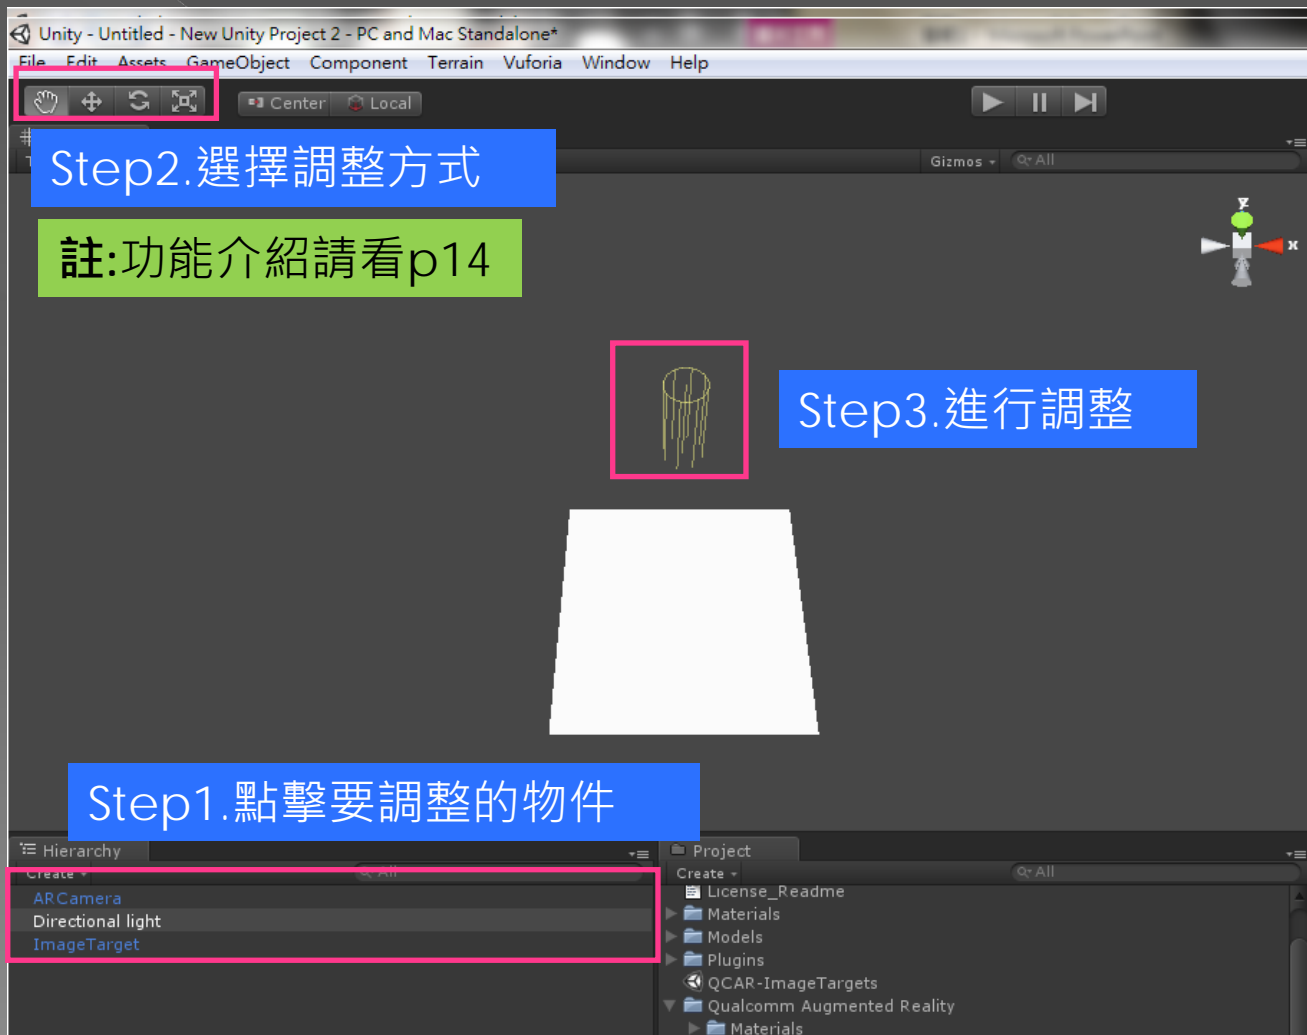 Unity - Untitled - New Unity Project 2 - PC and Mac Standalone*
File Edit Assets GameObject Component Terrain Vuforia Window Help
Center Local
Step2.選擇調整方式
Gizmos All
註:功能介紹請看p14
y
x
Step3.進行調整
Step1.點擊要調整的物件
Hierarchy
Create All
ARCamera
Directional light
ImageTarget
Project
Create All
License_Readme
Materials
Models
Plugins
QCAR-ImageTargets
Qualcomm Augmented Reality
Materials